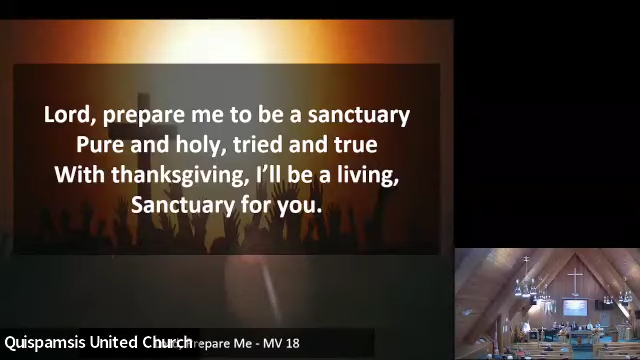 Lord, prepare me to be a sanctuary
Pure and holy, tried and true
With thanksgiving, I'll be a living,
Sanctuary for you.
Quispamsis United Church
Prepare Me - MV 18